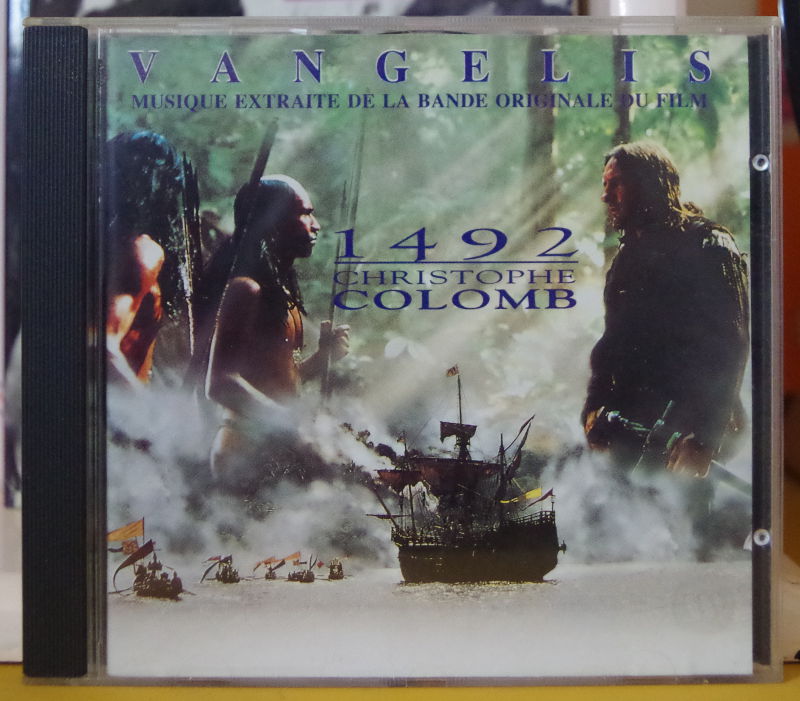 VANGELIS
MUSIQUE EXTRAITE DE LA BANDE ORIGINALE DU FILM
1492
CHRISTOPHE
COLOMB